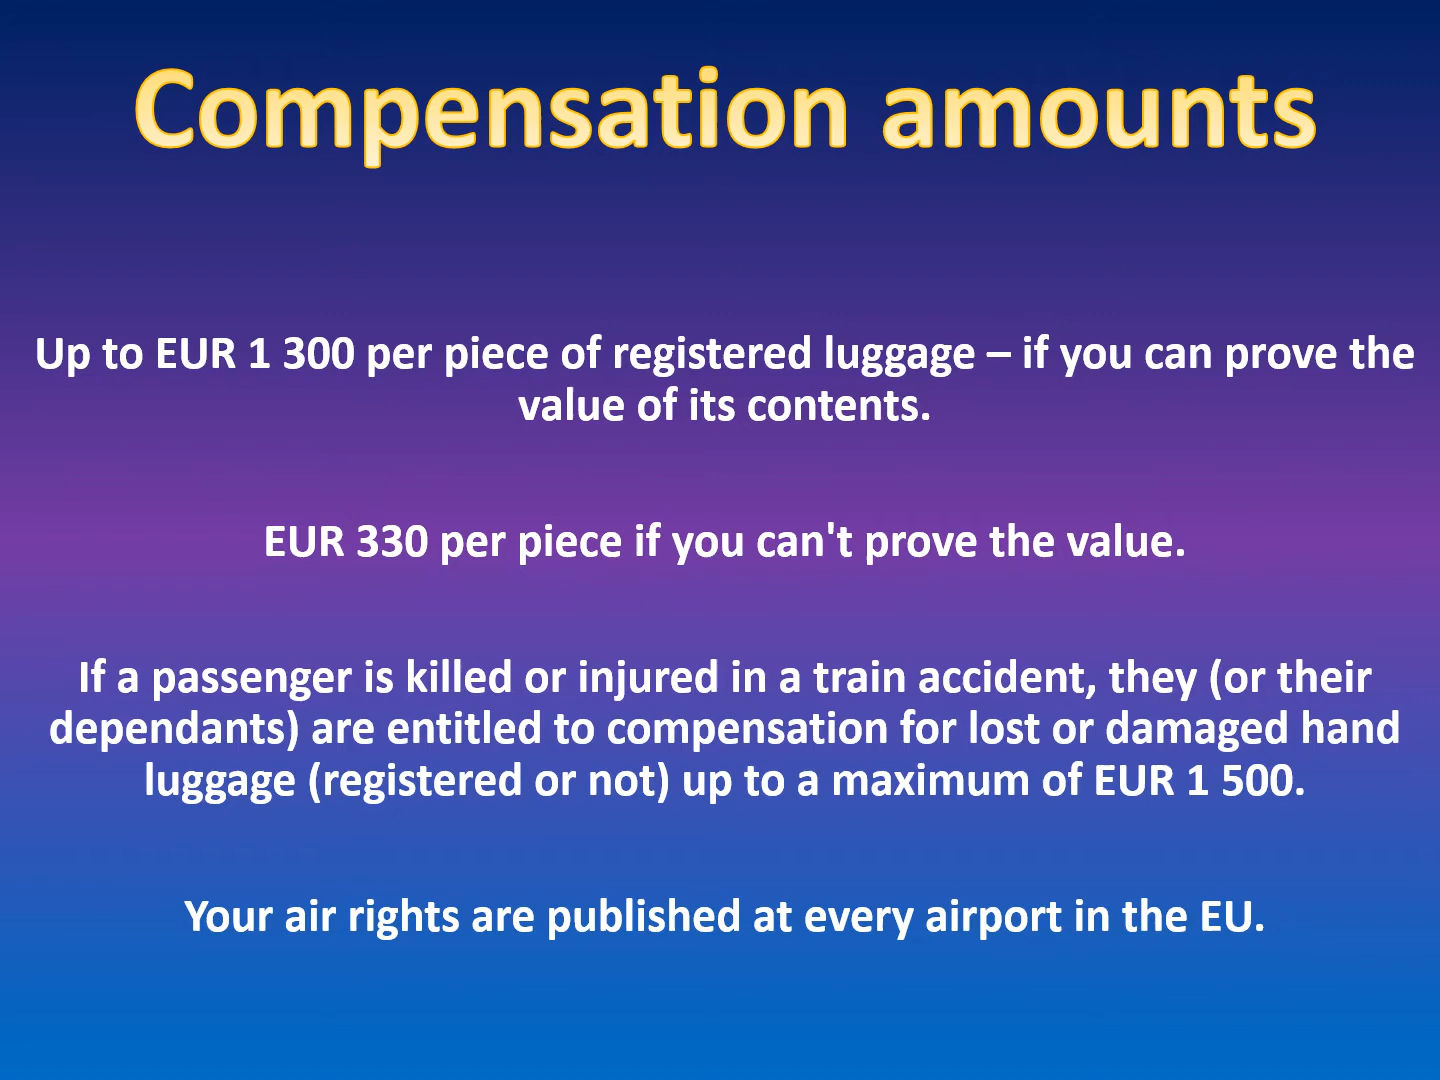 Compensation amounts
Up to EUR 1 300 per piece of registered luggage – if you can prove the
value of its contents.
EUR 330 per piece if you can't prove the value.
If a passenger is killed or injured in a train accident, they (or their
dependants) are entitled to compensation for lost or damaged hand
luggage (registered or not) up to a maximum of EUR 1 500.
Your air rights are published at every airport in the EU.